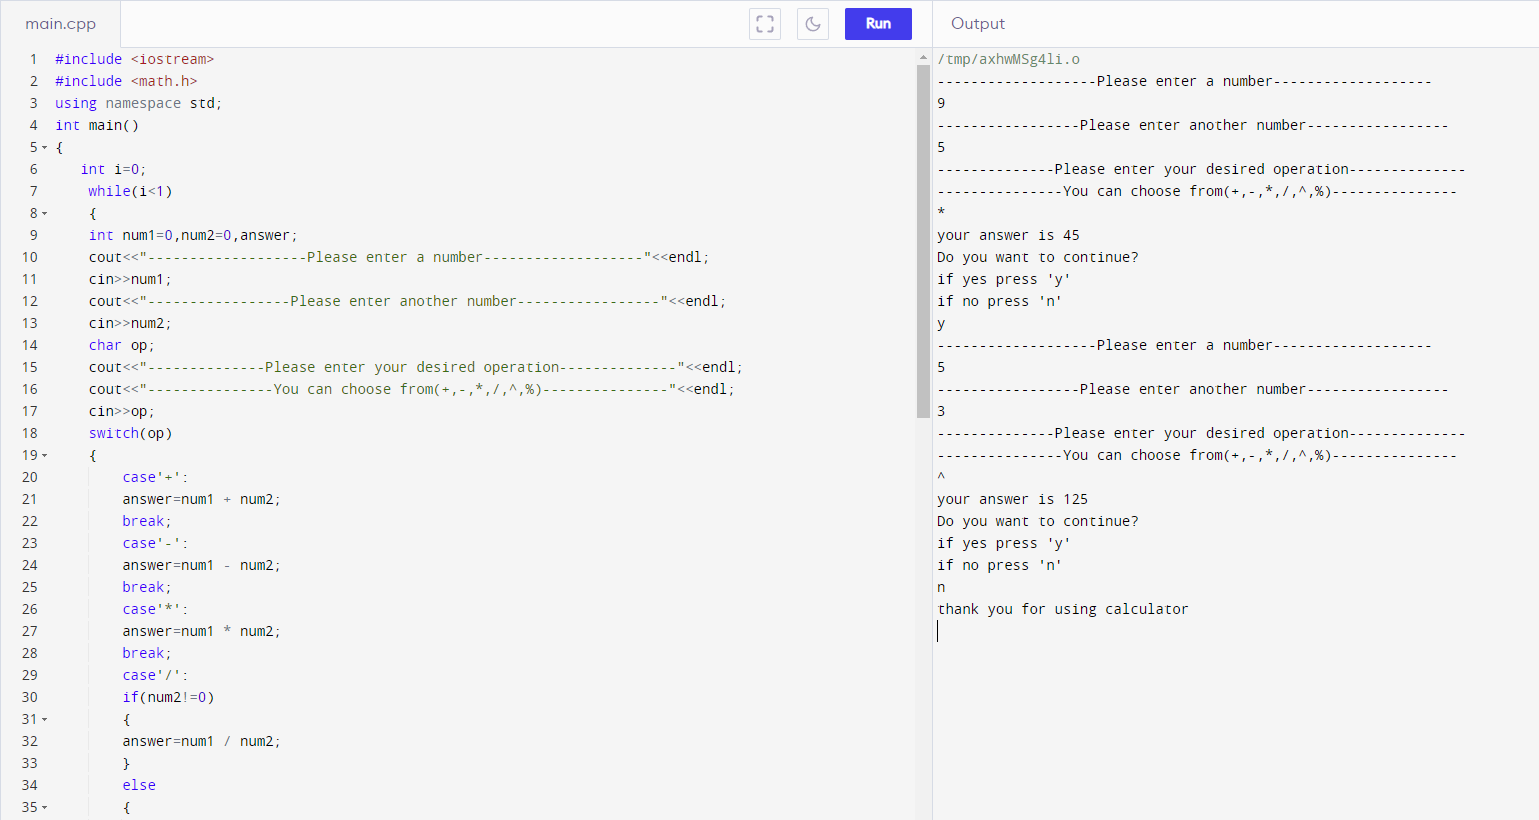 main.cpp
Run
Output
1 #include <iostream>
2 #include <math.h>
3 using namespace std;
4 int main()
5 {
6 int i=0;
7 while(i<1)
8 {
9 int num1=0,num2=0,answer;
10 cout<<"-------------------Please enter a number-------------------"<<endl;
11 cin>>num1;
12 cout<<"-----------------Please enter another number-----------------"<<endl;
13 cin>>num2;
14 char op;
15 cout<<"--------------Please enter your desired operation--------------"<<endl;
16 cout<<"---------------You can choose from(+,-,*,/,^,%)---------------"<<endl;
17 cin>>op;
18 switch(op)
19 {
20 case'+':
21 answer=num1 + num2;
22 break;
23 case'-':
24 answer=num1 - num2;
25 break;
26 case'*':
27 answer=num1 * num2;
28 break;
29 case'/':
30 if(num2!=0)
31 {
32 answer=num1 / num2;
33 }
34 else
35 {
/tmp/axhwMSg4li.o
-------------------Please enter a number-------------------
9
-----------------Please enter another number-----------------
5
--------------Please enter your desired operation--------------
---------------You can choose from(+,-,*,/,^,%)---------------
*
your answer is 45
Do you want to continue?
if yes press 'y'
if no press 'n'
y
-------------------Please enter a number-------------------
5
-----------------Please enter another number-----------------
3
--------------Please enter your desired operation--------------
---------------You can choose from(+,-,*,/,^,%)---------------
^
your answer is 125
Do you want to continue?
if yes press 'y'
if no press 'n'
n
thank you for using calculator